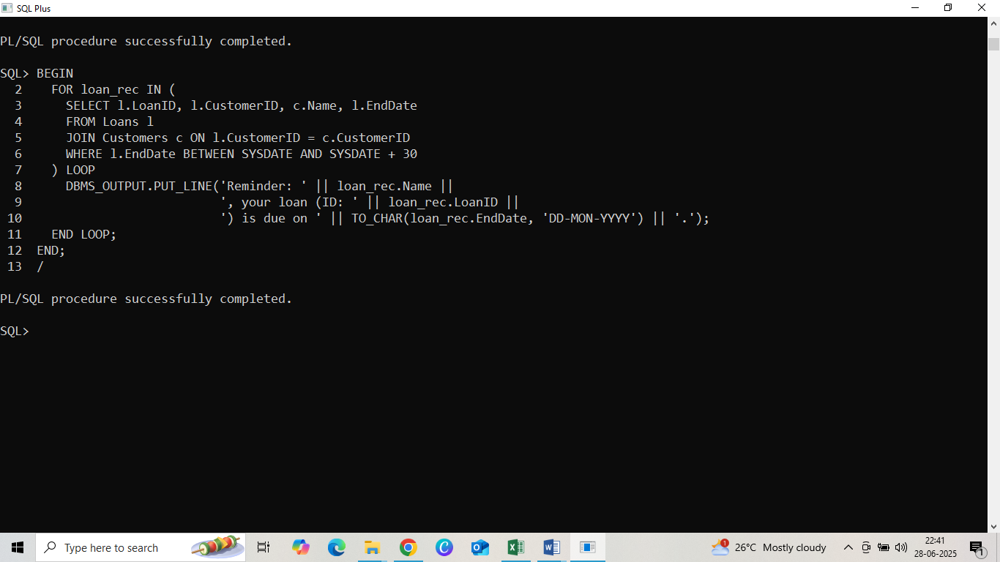 SQL Plus
PL/SQL procedure successfully completed.
SQL> BEGIN
  2    FOR loan_rec IN (
  3      SELECT l.LoanID, l.CustomerID, c.Name, l.EndDate
  4      FROM Loans l
  5      JOIN Customers c ON l.CustomerID = c.CustomerID
  6      WHERE l.EndDate BETWEEN SYSDATE AND SYSDATE + 30
  7    ) LOOP
  8      DBMS_OUTPUT.PUT_LINE('Reminder: ' || loan_rec.Name ||
  9                           ', your loan (ID: ' || loan_rec.LoanID ||
 10                           ') is due on ' || TO_CHAR(loan_rec.EndDate, 'DD-MON-YYYY') || '.');
 11    END LOOP;
 12  END;
 13  /
PL/SQL procedure successfully completed.
SQL>
Type here to search
1
26°C Mostly cloudy
22:41
28-06-2025
1